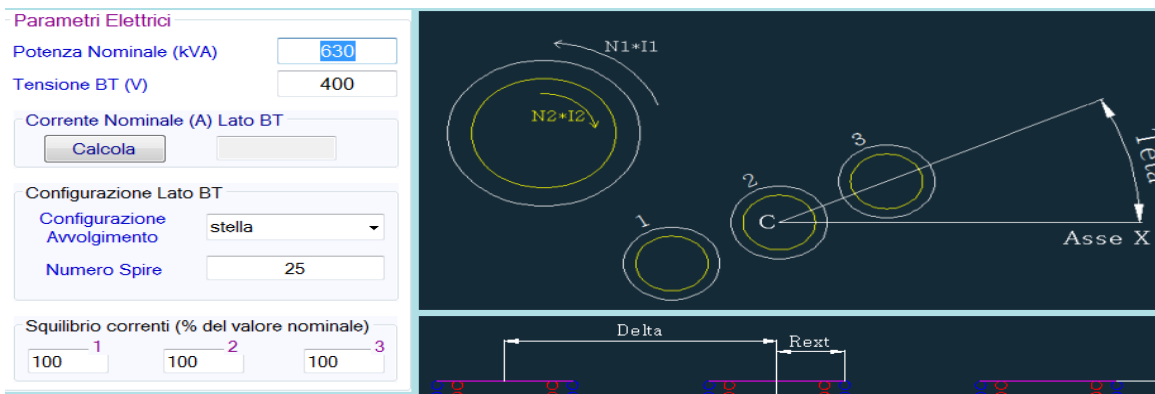 Parametri Elettrici
Potenza Nominale (kVA)
630
Tensione BT (V)
400
Corrente Nominale (A) Lato BT
Calcola
Configurazione Lato BT
Configurazione
Avvolgimento
stella
Numero Spire
25
Squilibrio correnti (% del valore nominale)
1
2
3
100
100
100
N1*I1
N2*I2
3
2
1
C
Teta
Asse X
Delta
Rext